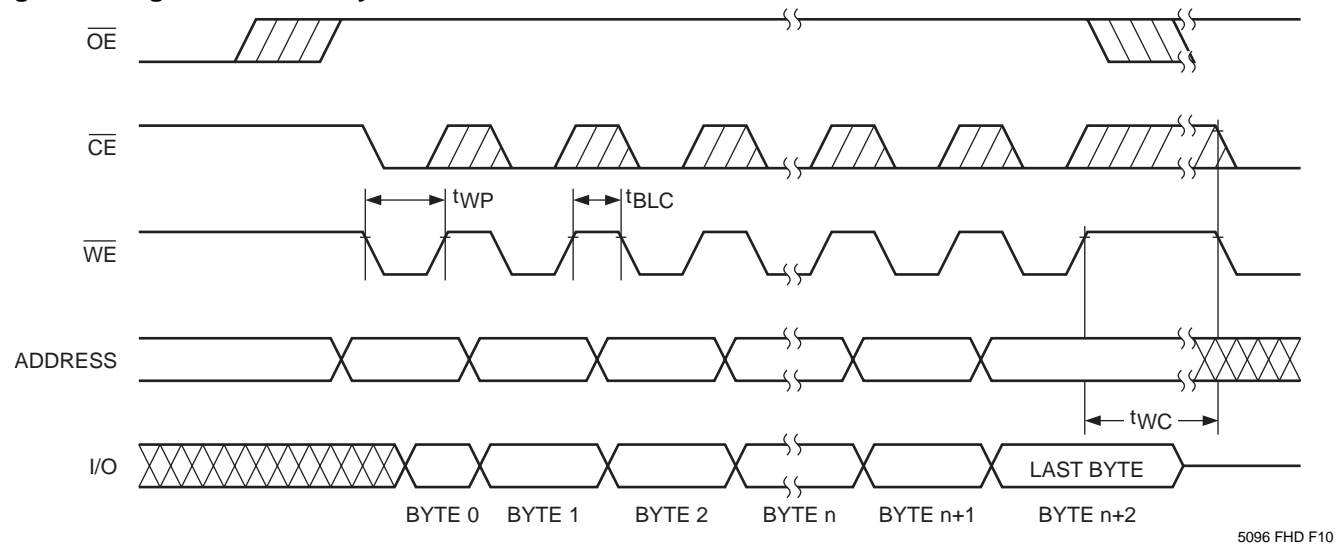 OE
CE
tWP
tBLC
WE
ADDRESS
tWC
I/O
LAST BYTE
BYTE 0 BYTE 1 BYTE 2 BYTE n BYTE n+1 BYTE n+2
5096 FHD F10